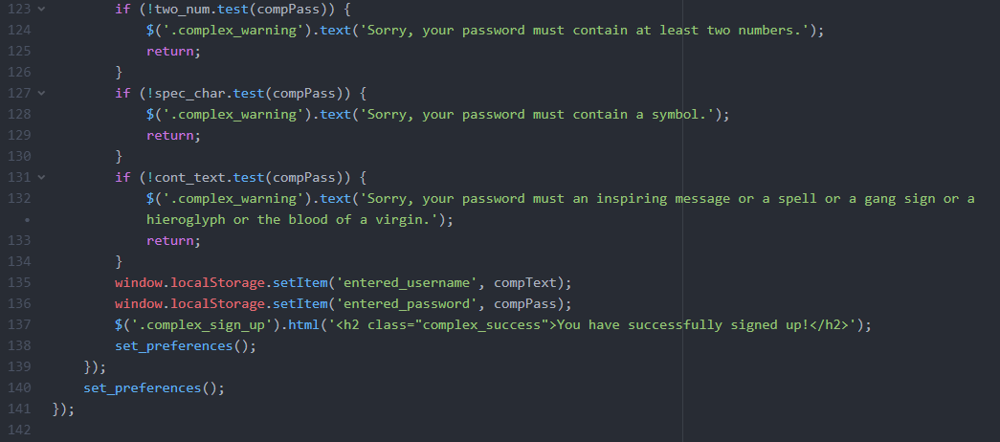 123 if (!two_num.test(compPass)) {
124 $('.complex_warning').text('Sorry, your password must contain at least two numbers.');
125 return;
126 }
127 if (!spec_char.test(compPass)) {
128 $('.complex_warning').text('Sorry, your password must contain a symbol.');
129 return;
130 }
131 if (!cont_text.test(compPass)) {
132 $('.complex_warning').text('Sorry, your password must an inspiring message or a spell or a gang sign or a
• hieroglyph or the blood of a virgin.');
133 return;
134 }
135 window.localStorage.setItem('entered_username', compText);
136 window.localStorage.setItem('entered_password', compPass);
137 $('.complex_sign_up').html('<h2 class="complex_success">You have successfully signed up!</h2>');
138 set_preferences();
139 });
140 set_preferences();
141 });
142